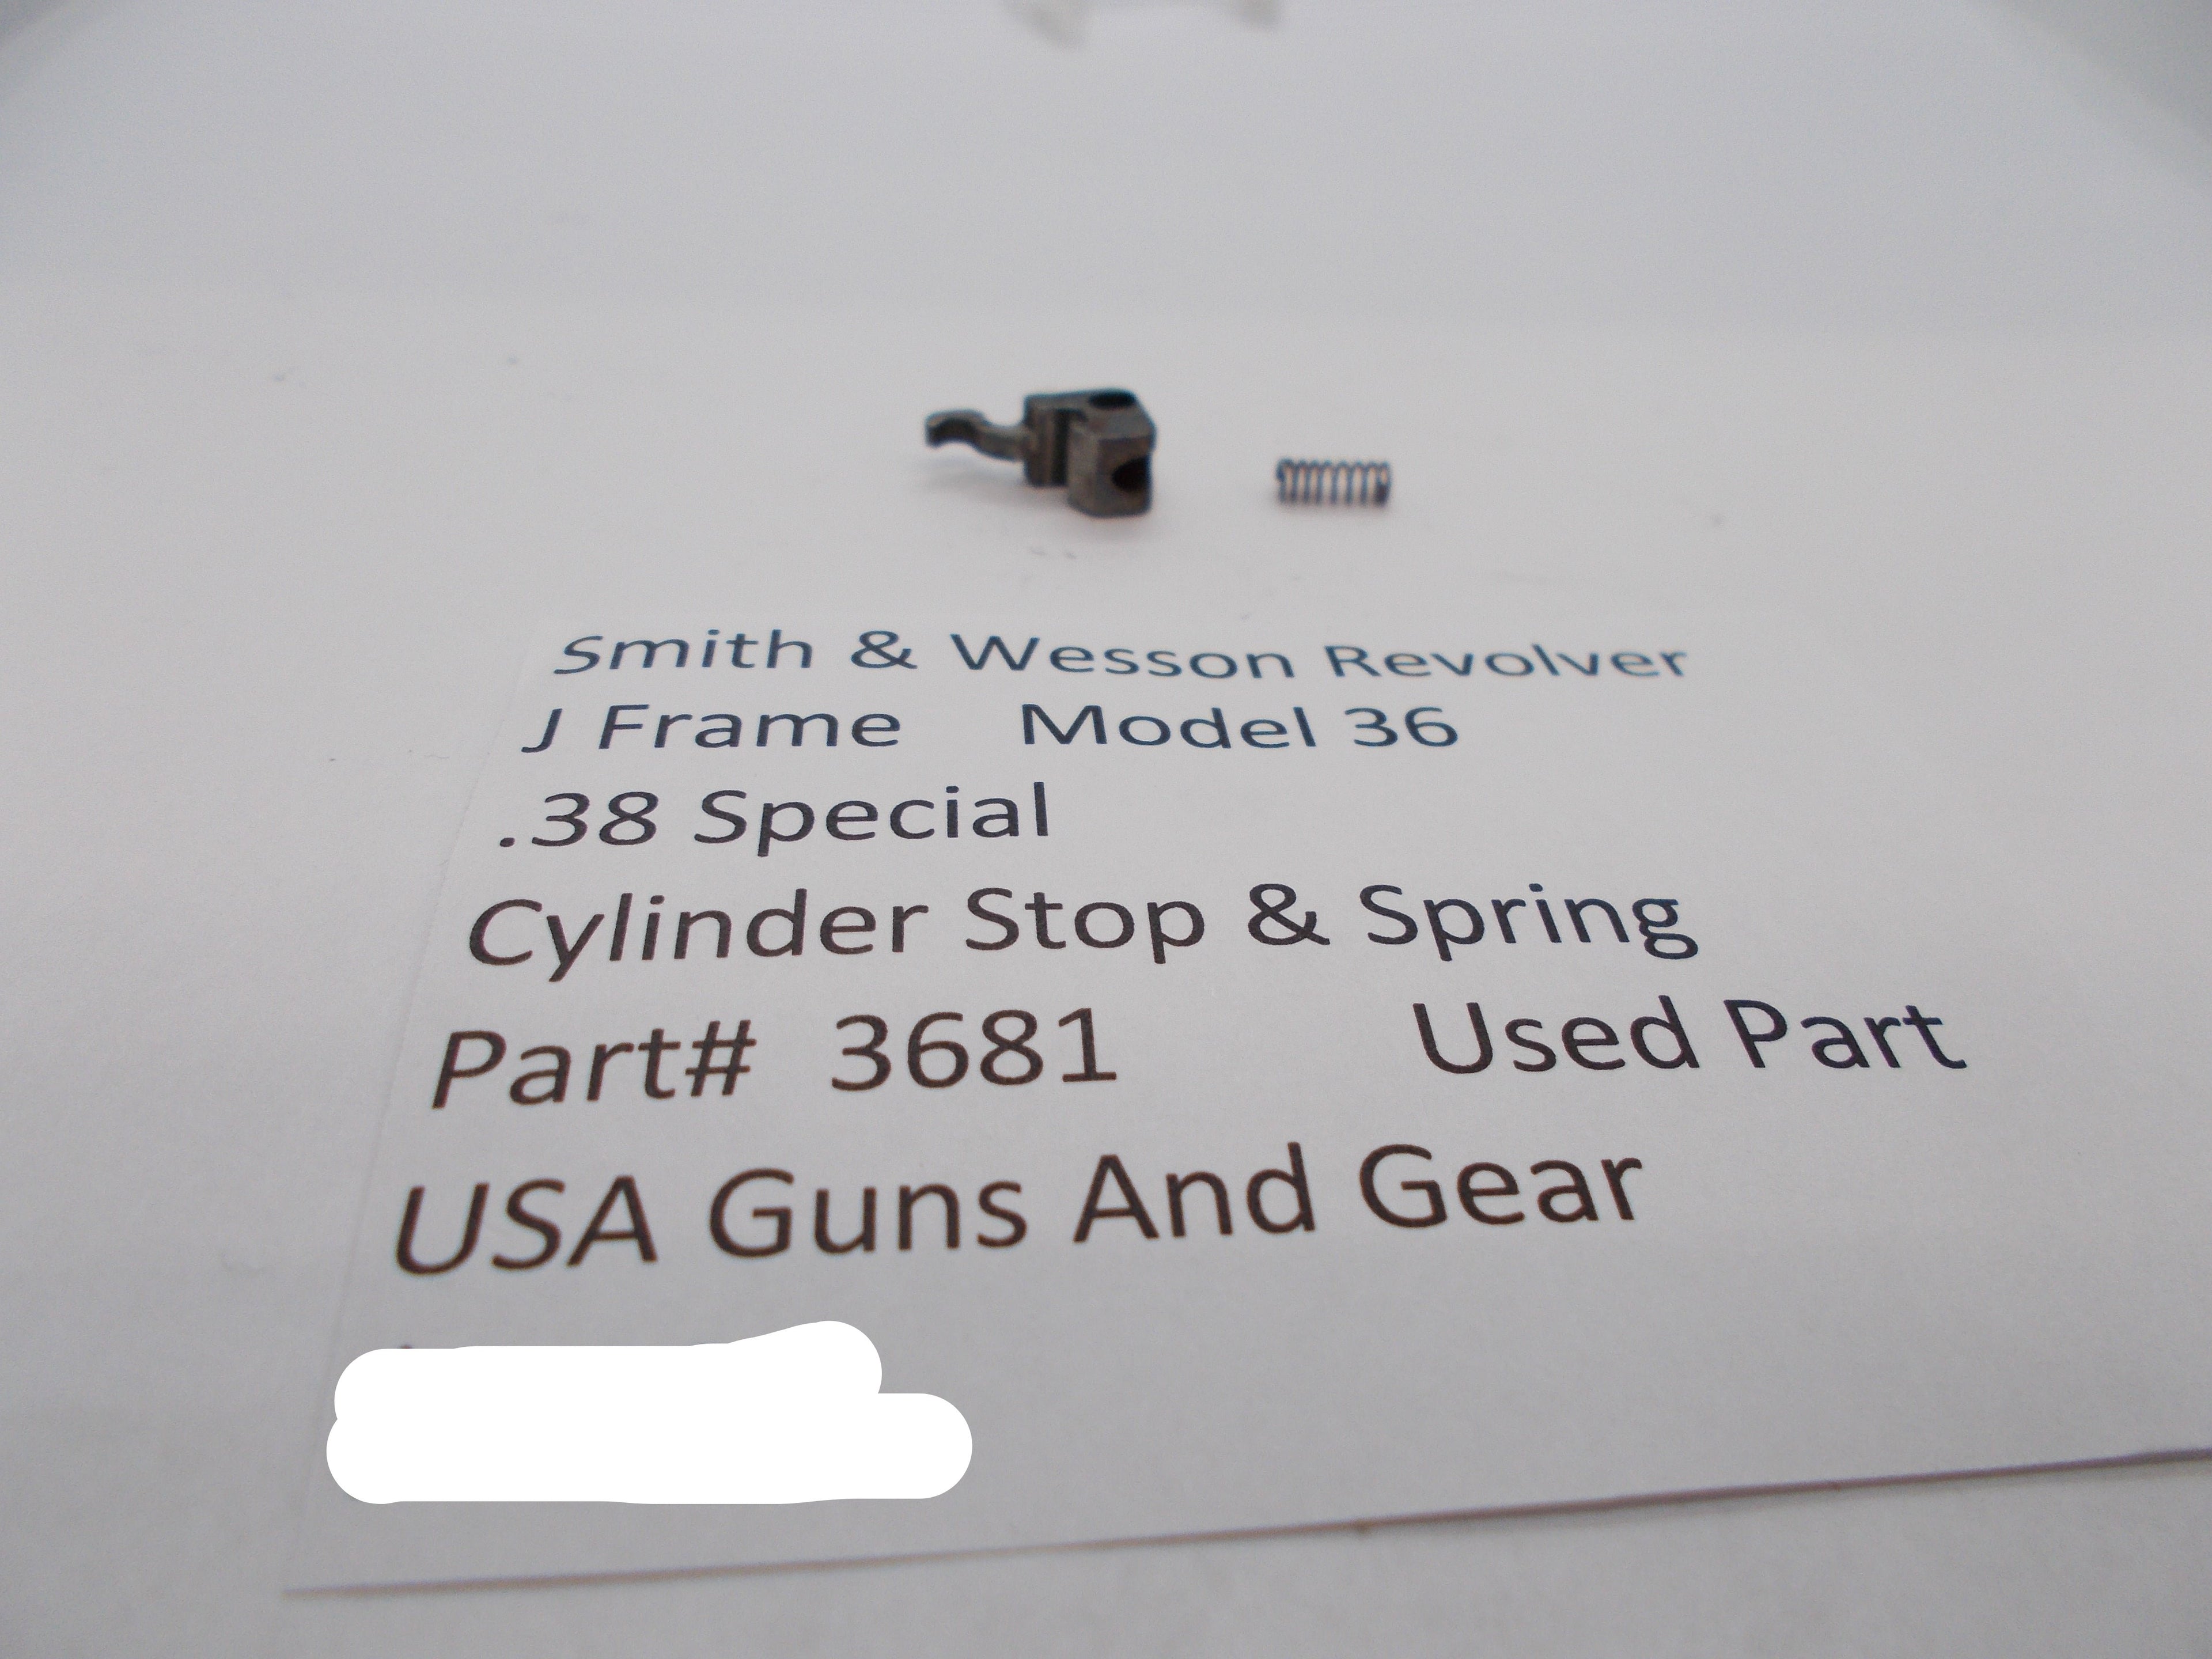 Smith & Wesson Revolver
J Frame Model 36
.38 Special
Cylinder Stop & Spring
Part# 3681 Used Part
USA Guns And Gear